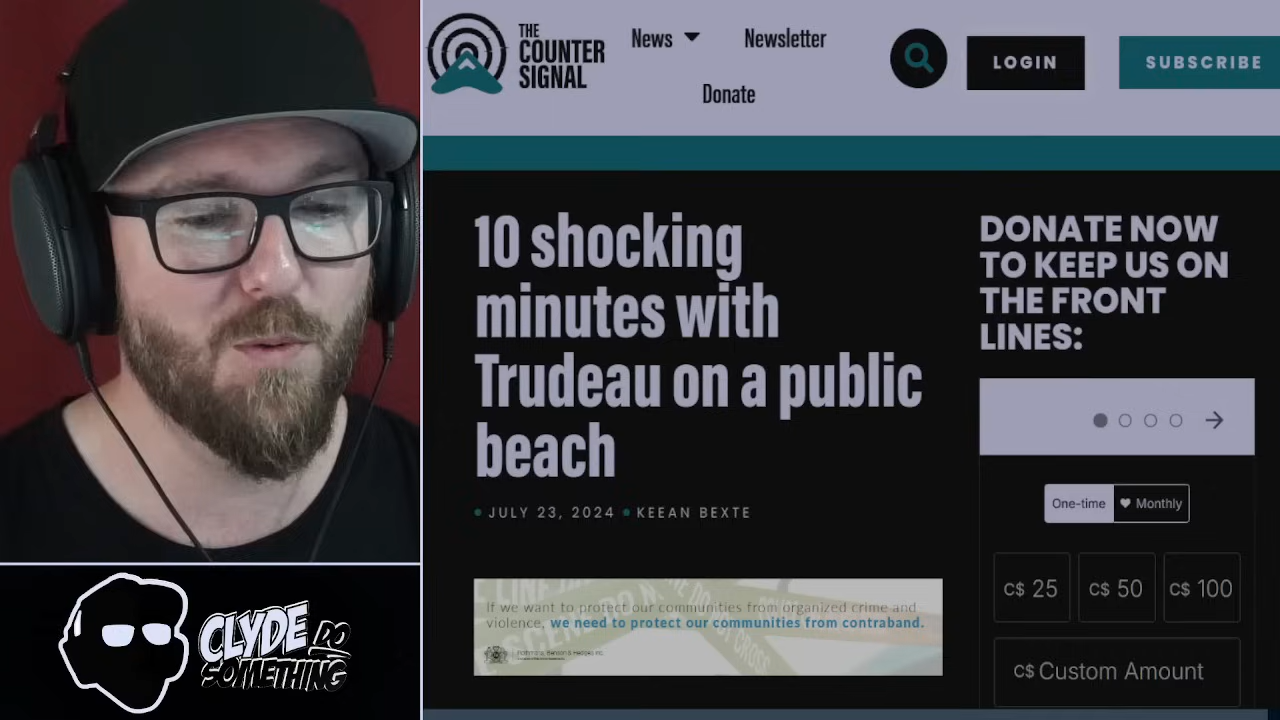 THE
COUNTER
SIGNAL
News
Newsletter
Donate
LOGIN
SUBSCRIBE
10 shocking
minutes with
Trudeau on a public
beach
JULY 23, 2024 KEEAN BEXTE
If we want to protect our communities from organized crime and
violence, we need to protect our communities from contraband.
DONATE NOW
TO KEEP US ON
THE FRONT
LINES:
One-time
Monthly
C$ 25
C$ 50
C$ 100
C$ Custom Amount
CLYDE DO
SOMETHING